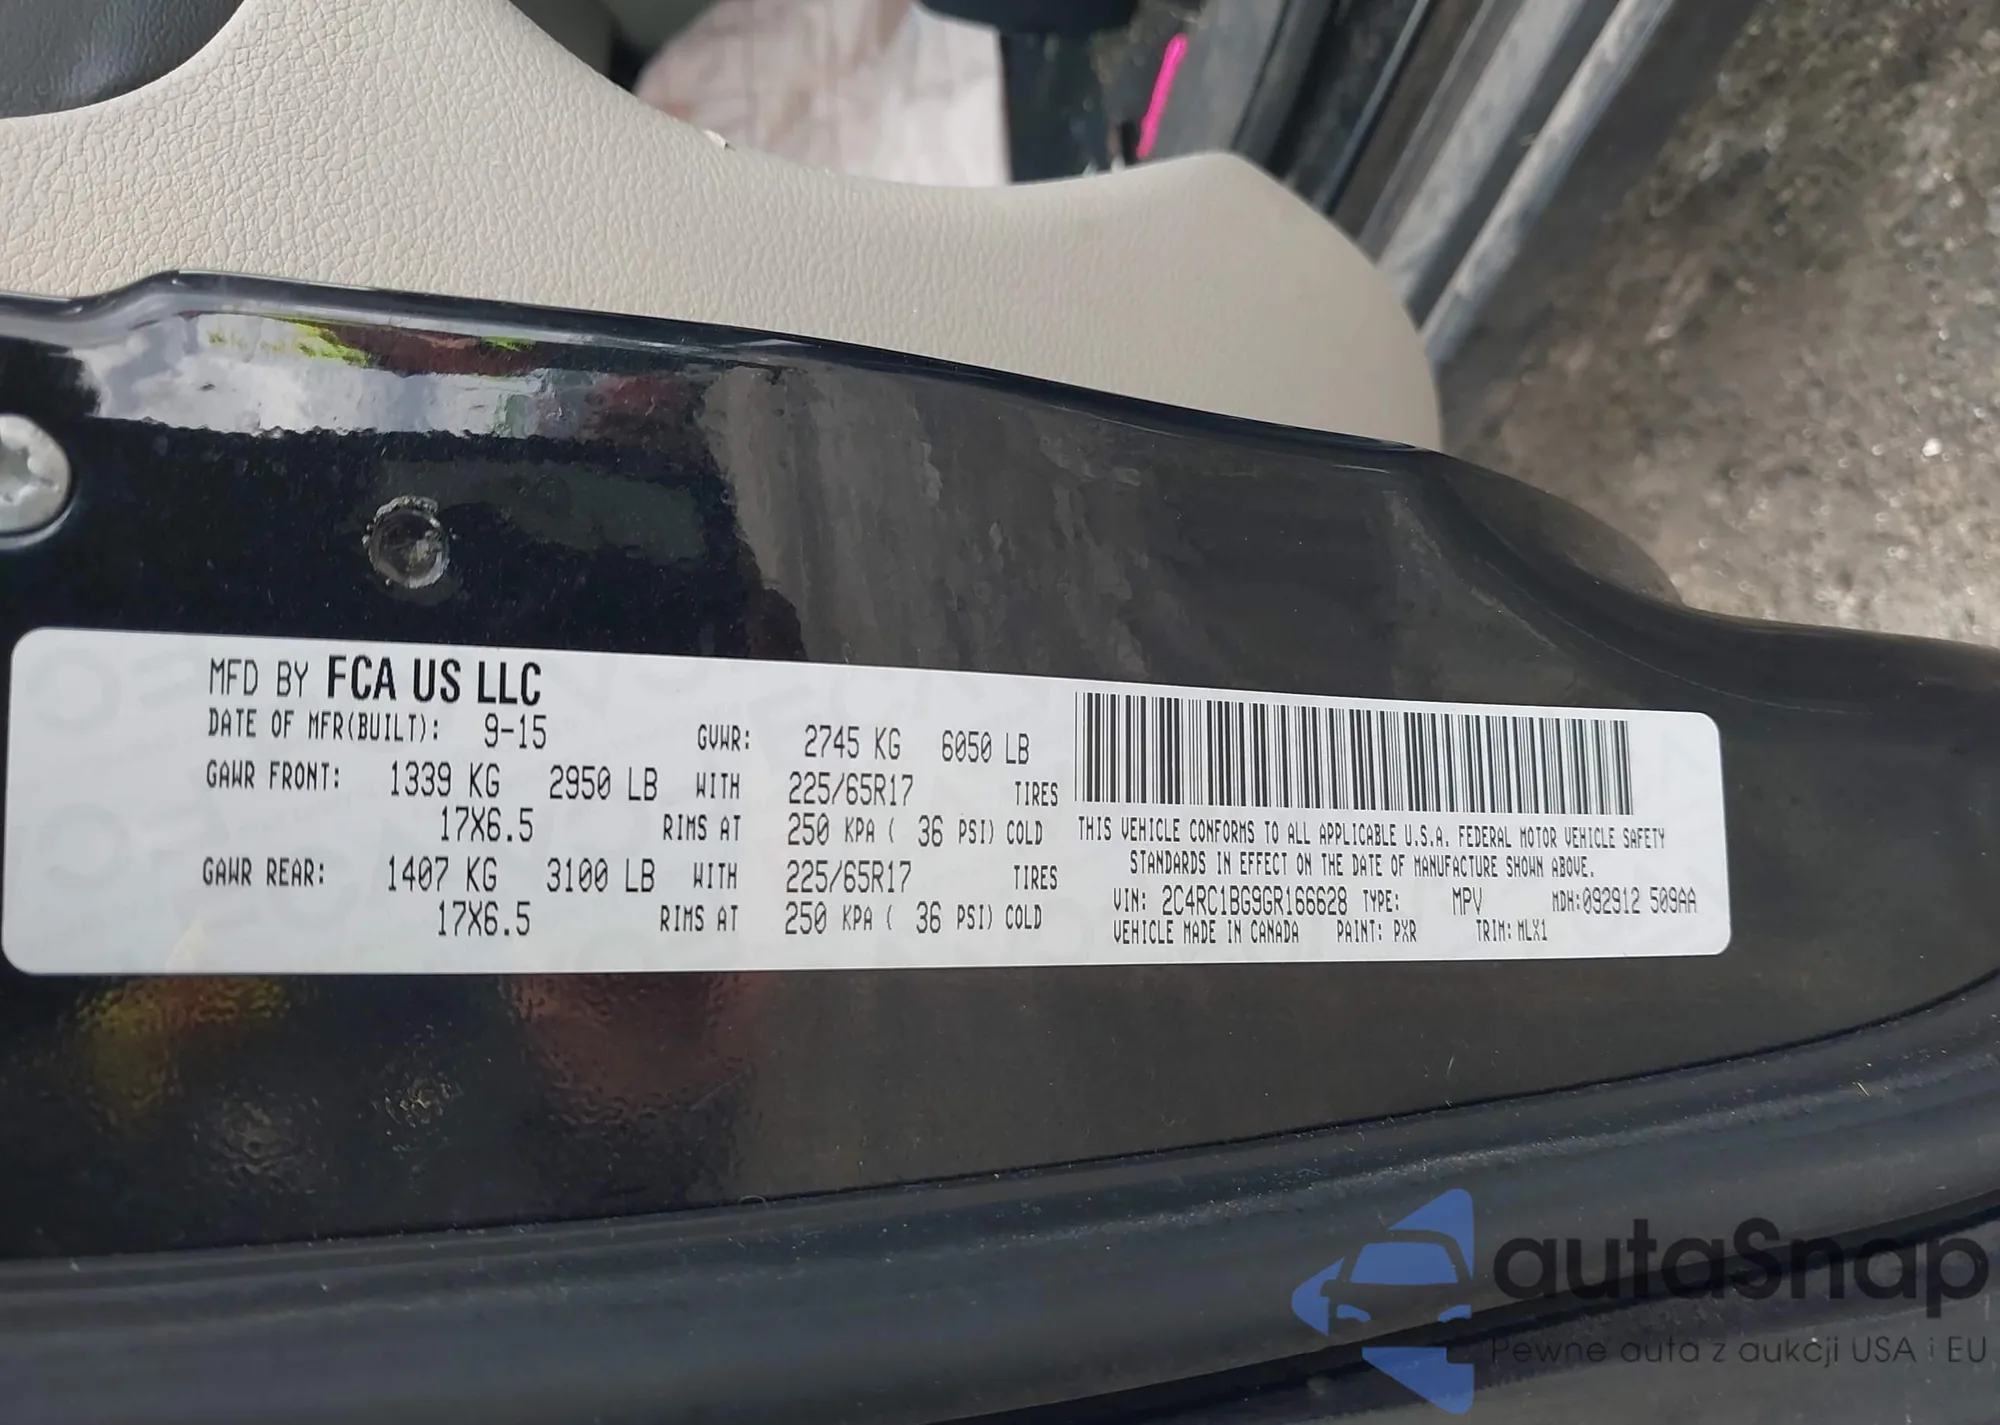 MFD BY FCA US LLC
DATE OF MFR(BUILT): 9-15 GVWR: 2745 KG 6050 LB
GAWR FRONT: 1339 KG 2950 LB WITH 225/65R17 TIRES
17X6.5 RIMS AT 250 KPA ( 36 PSI) COLD
GAWR REAR: 1407 KG 3100 LB WITH 225/65R17 TIRES
17X6.5 RIMS AT 250 KPA ( 36 PSI) COLD
THIS VEHICLE CONFORMS TO ALL APPLICABLE U.S.A. FEDERAL MOTOR VEHICLE SAFETY
STANDARDS IN EFFECT ON THE DATE OF MANUFACTURE SHOWN ABOVE.
VIN: 2C4RC1BG9GR166628 TYPE: MPV MDH:092912 509AA
VEHICLE MADE IN CANADA PAINT: PXR TRIM: MLX1
autaSnap
Pewne auta z aukcji USA i EU